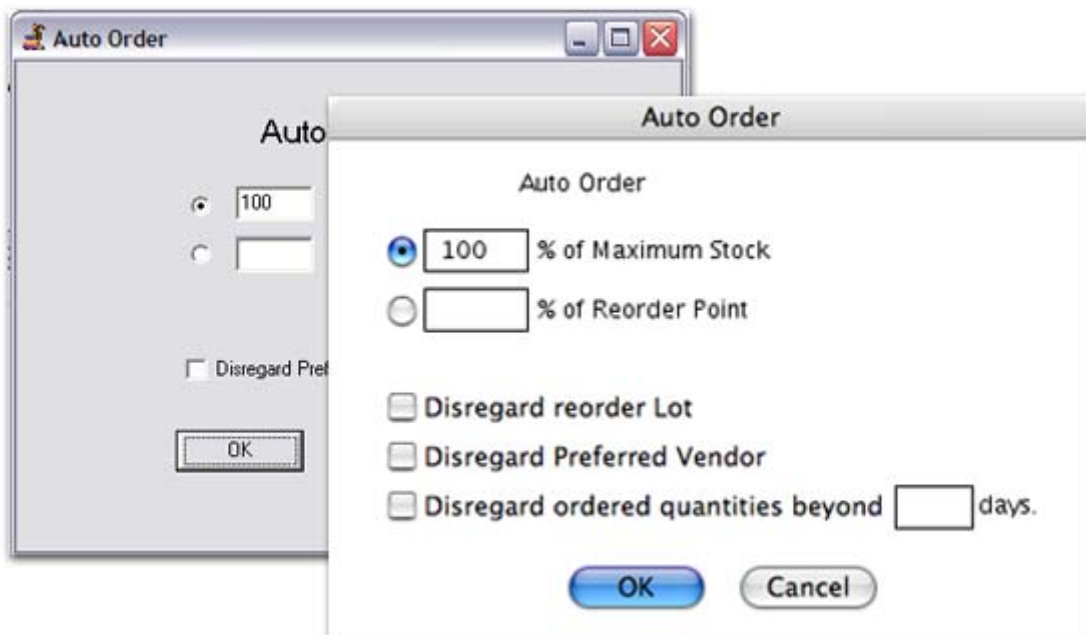 Auto Order
Auto
100
Disregard Pref
OK
Auto Order
Auto Order
100 % of Maximum Stock
% of Reorder Point
Disregard reorder Lot
Disregard Preferred Vendor
Disregard ordered quantities beyond days.
OK Cancel